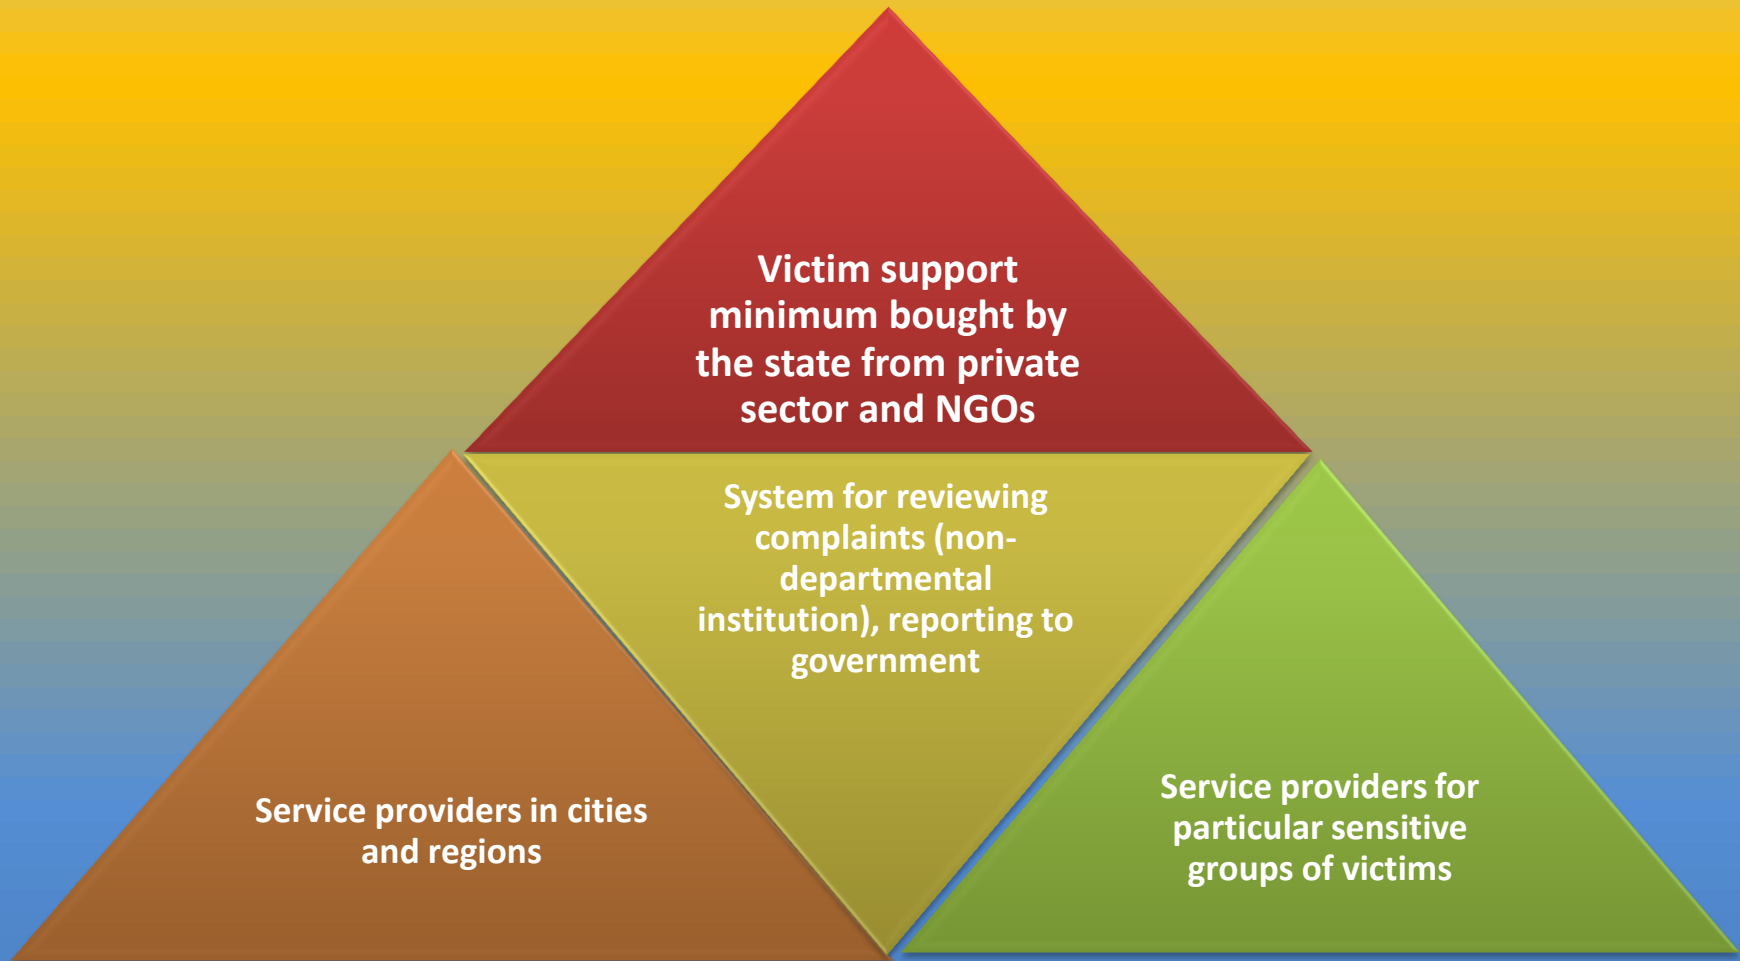 Victim support
minimum bought by
the state from private
sector and NGOs
System for reviewing
complaints (non-
departmental
institution), reporting to
government
Service providers in cities
and regions
Service providers for
particular sensitive
groups of victims